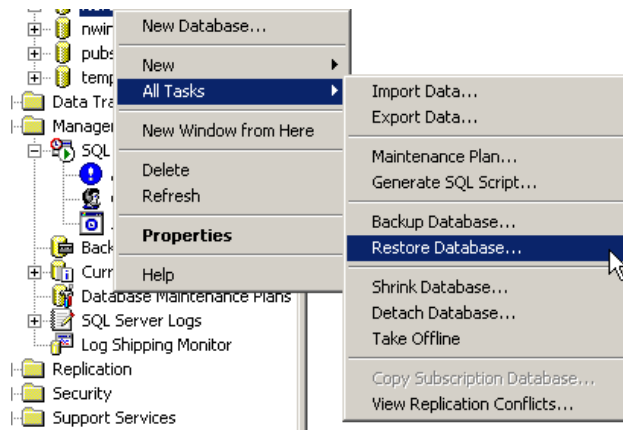 nwin
pubs
temp
Data Tra
Manage
SQL
Back
Curr
Database Maintenance Plans
SQL Server Logs
Log Shipping Monitor
Replication
Security
Support Services
New Database...
New
All Tasks
New Window from Here
Delete
Refresh
Properties
Help
Import Data...
Export Data...
Maintenance Plan...
Generate SQL Script...
Backup Database...
Restore Database...
Shrink Database...
Detach Database...
Take Offline
Copy Subscription Database...
View Replication Conflicts...